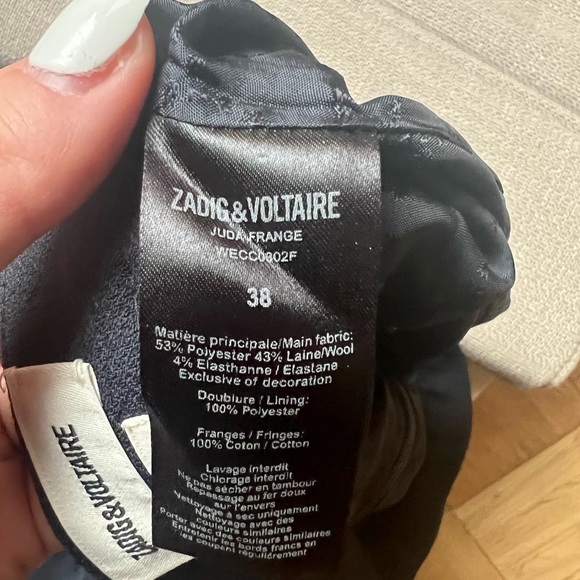 ZADIG&VOLTAIRE
JUDA FRANGE
WECC0302F
38
Matière principale/Main fabric:
53% Polyester 43% Laine/Wool
4% Elasthanne / Elastane
Exclusive of decoration
Doublure / Lining:
100% Polyester
Franges / Fringes:
100% Coton / Cotton
Lavage interdit
Chlorage interdit
Ne pas sécher en tambour
Repassage au fer doux
sur l'envers
Nettoyage à sec uniquement
Nettoyage avec des
couleurs similaires
Porter avec des couleurs similaires
Entretenir les bords francs en
les coupant régulièrement
ZADIG&VOLTAIRE